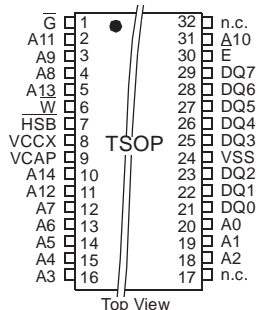 G 1 32 n.c.
A11 2 31 A10
A9 3 30 E
A8 4 29 DQ7
A13 5 28 DQ6
W 6 27 DQ5
HSB 7 26 DQ4
VCCX 8 25 DQ3
VCAP 9 TSOP 24 VSS
A14 10 23 DQ2
A12 11 22 DQ1
A7 12 21 DQ0
A6 13 20 A0
A5 14 19 A1
A4 15 18 A2
A3 16 17 n.c.
Top View